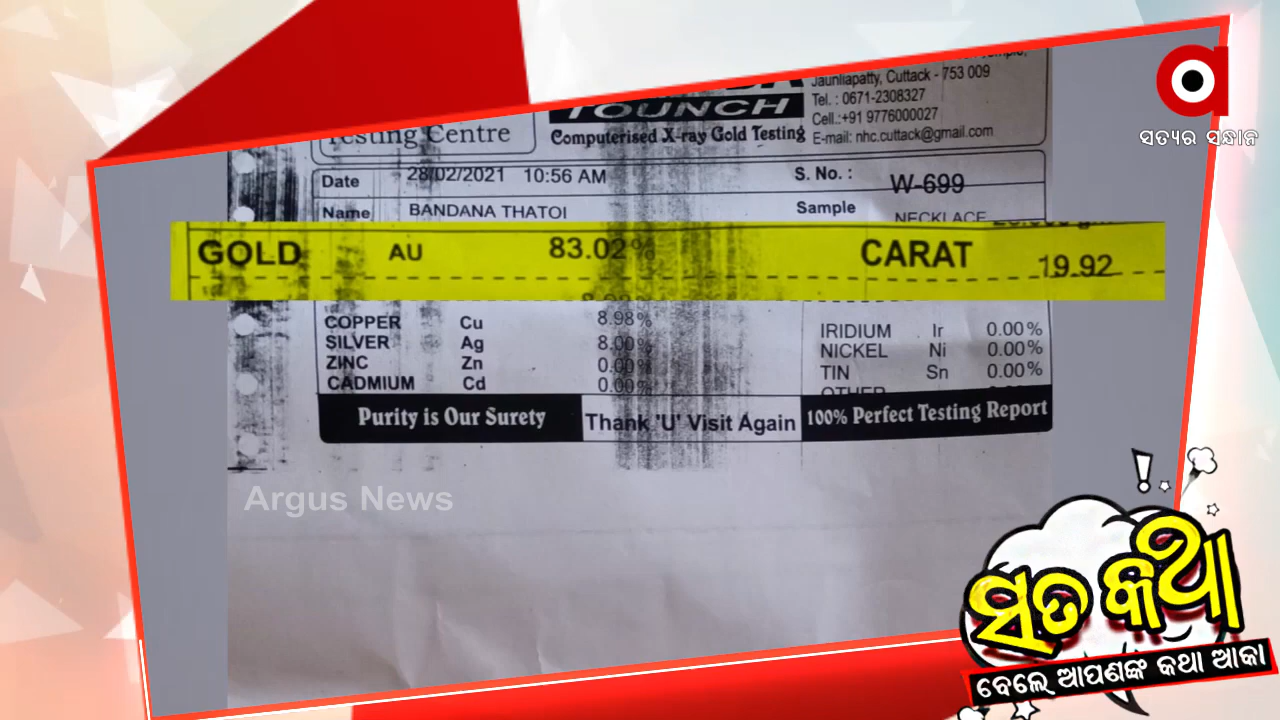 Jaunliapatty, Cuttack - 753 009
TOUNCH
Tel. : 0671-2308327
Cell.:+91 9776000027
Testing Centre
Computerised X-ray Gold Testing
E-mail: nhc.cuttack@gmail.com
ସତ୍ୟର ସନ୍ଧାନ
Date 28/02/2021 10:56 AM S. No. : W-699
Name BANDANA THATOI Sample NECKLACE
GOLD AU 83.02% CARAT 19.92
COPPER Cu 8.98% IRIDIUM Ir 0.00%
SILVER Ag 8.00% NICKEL Ni 0.00%
ZINC Zn 0.00% TIN Sn 0.00%
CADMIUM Cd 0.00% OTHER
Purity is Our Surety Thank 'U' Visit Again 100% Perfect Testing Report
Argus News
!
ସତ କଥା
ବେଲେ ଆପଣଙ୍କ କଥା ଆକା